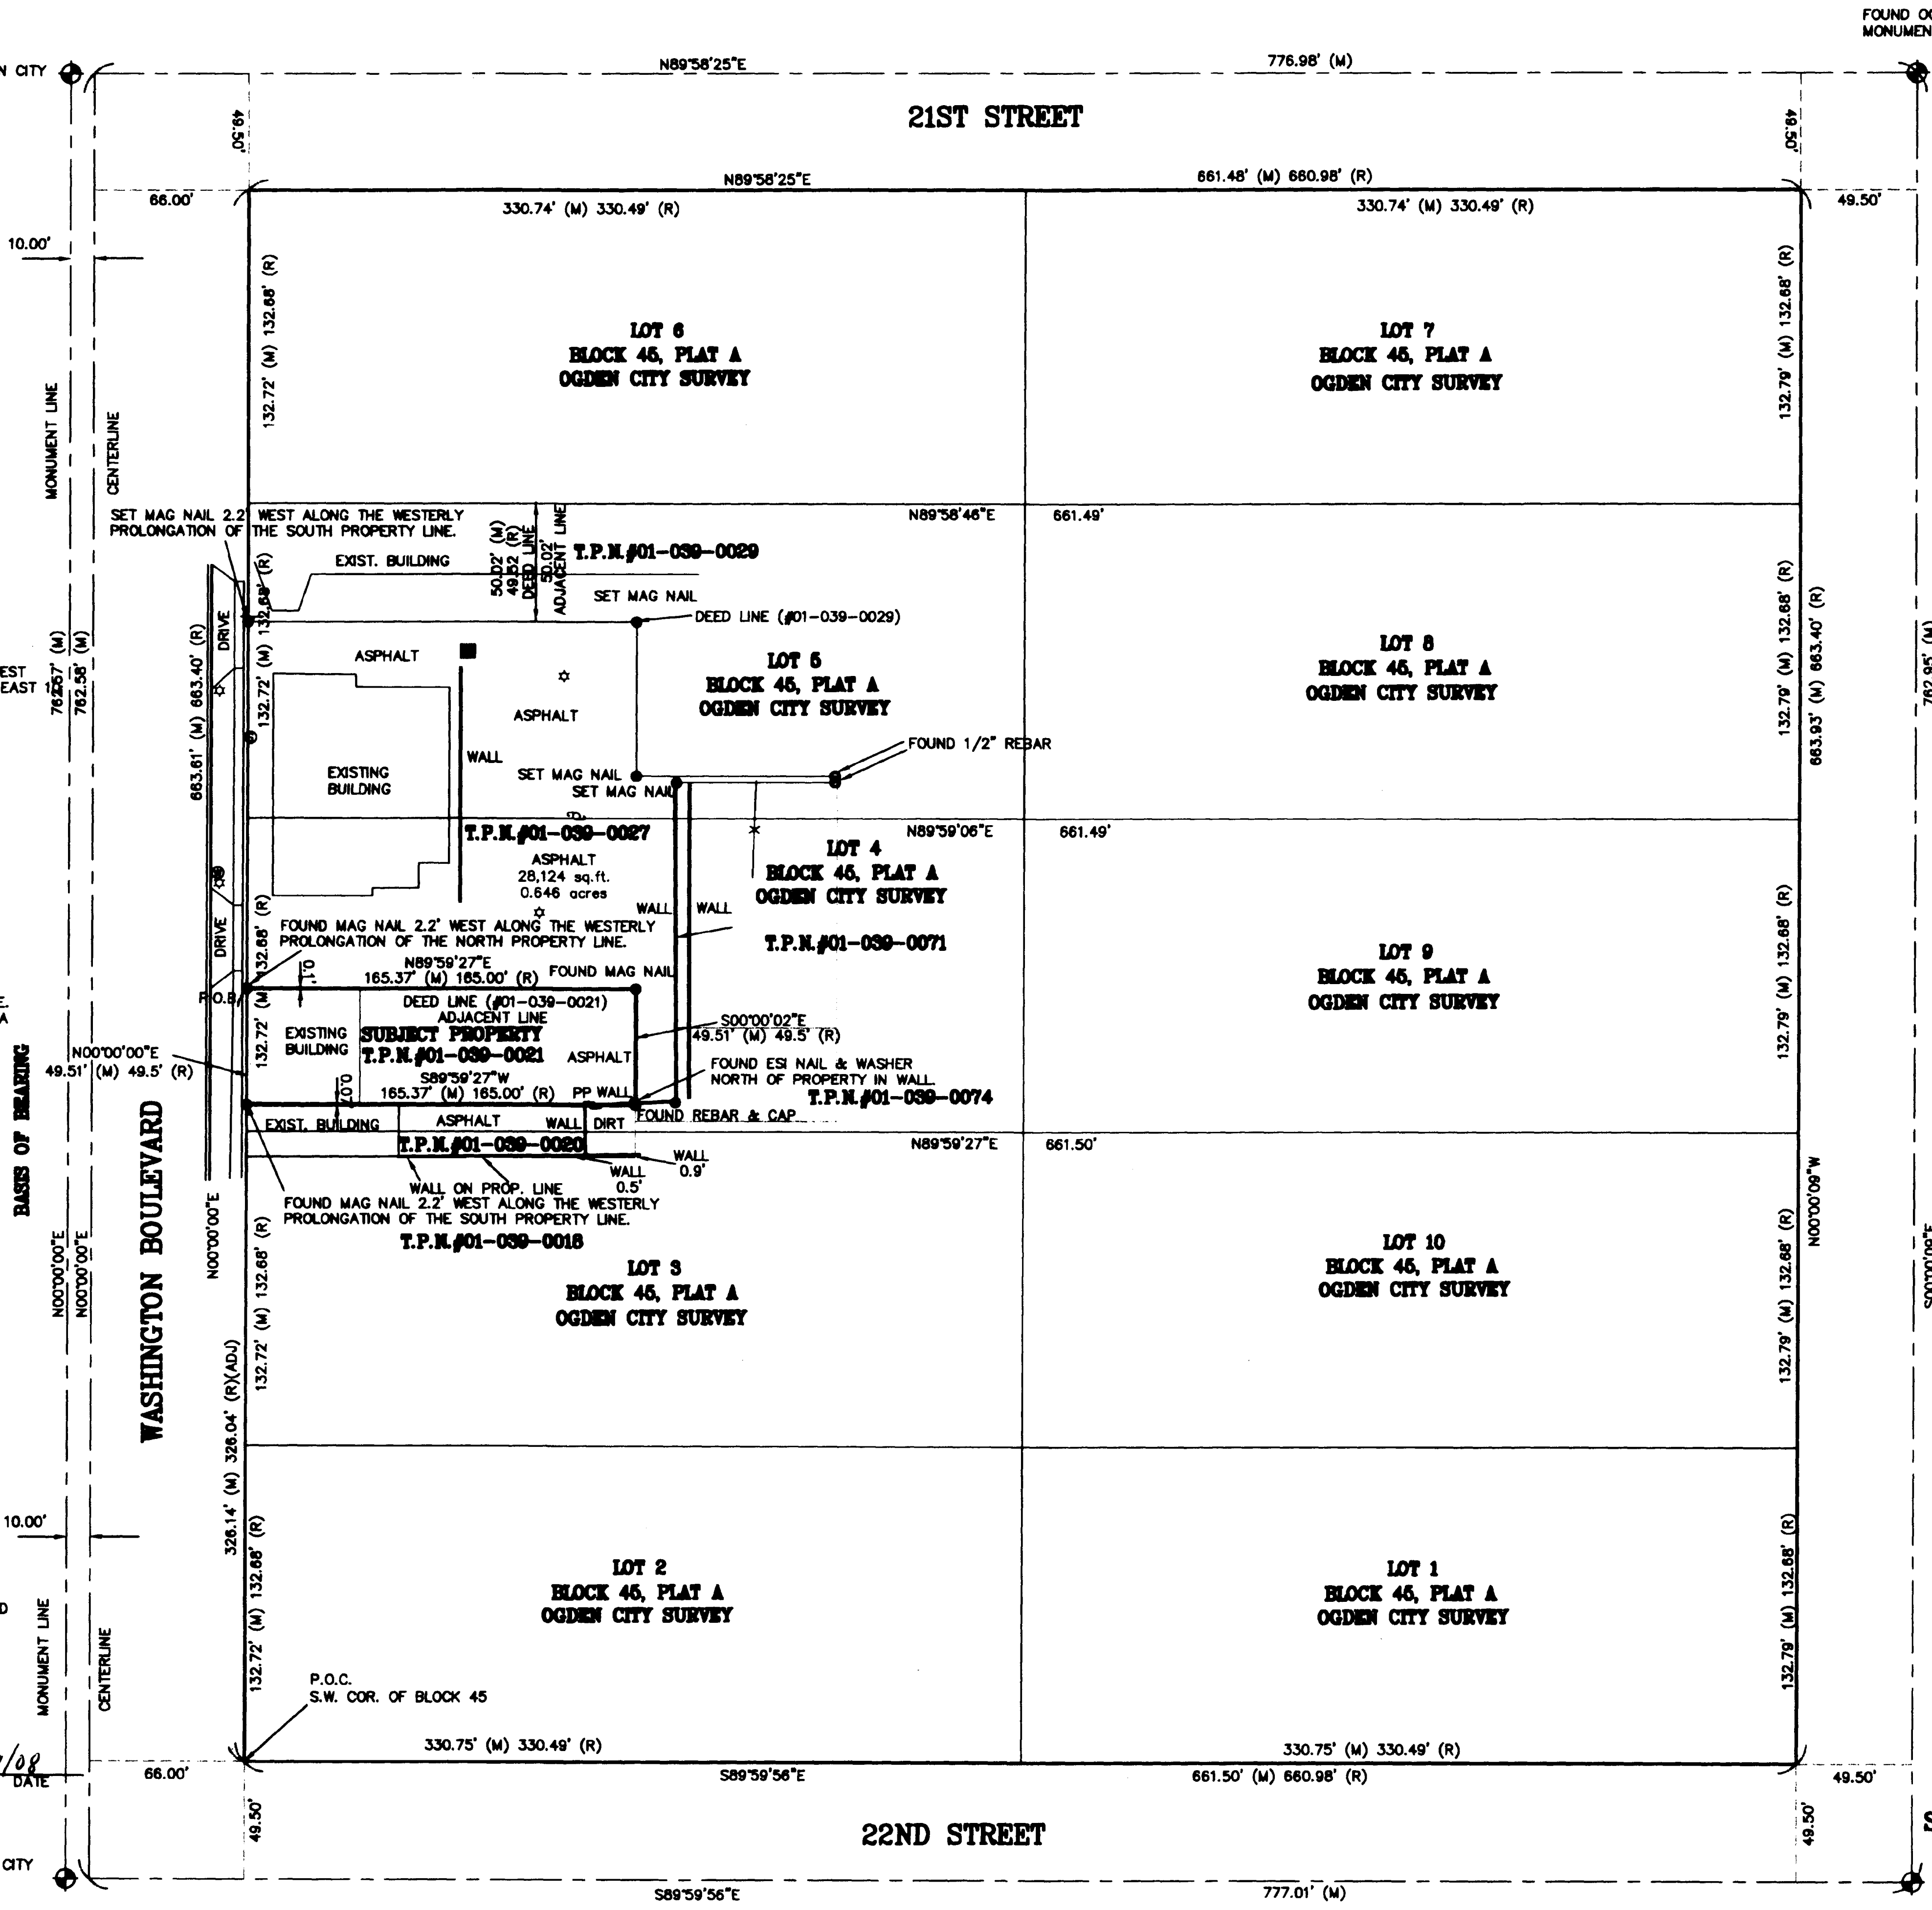 FOUND
MONUMEN
N CITY
N89°58'25"E
776.98' (M)
21ST STREET
49.50'
49.50'
N89°58'25"E
661.48' (M) 660.98' (R)
66.00'
330.74' (M) 330.49' (R)
330.74' (M) 330.49' (R)
49.50'
10.00'
132.72' (M) 132.68' (R)
132.79' (M) 132.68' (R)
LOT 6
BLOCK 45, PLAT A
OGDEN CITY SURVEY
LOT 7
BLOCK 45, PLAT A
OGDEN CITY SURVEY
MONUMENT LINE
CENTERLINE
SET MAG NAIL 2.2' WEST ALONG THE WESTERLY
PROLONGATION OF THE SOUTH PROPERTY LINE.
N89°58'46"E
661.49'
50.02' (M)
49.52 (R)
DEED LINE
50.02'
ADJACENT LINE
T.P.N.#01-039-0029
EXIST. BUILDING
SET MAG NAIL
DEED LINE (#01-039-0029)
DRIVE
132.72' (M) 132.68' (R)
663.61' (M) 663.40' (R)
762.67' (M)
762.58' (M)
EST
EAST
ASPHALT
LOT 5
BLOCK 45, PLAT A
OGDEN CITY SURVEY
LOT 8
BLOCK 45, PLAT A
OGDEN CITY SURVEY
132.79' (M) 132.68' (R)
663.93' (M) 663.40' (R)
762.95' (M)
ASPHALT
WALL
FOUND 1/2" REBAR
EXISTING
BUILDING
SET MAG NAIL
SET MAG NAIL
T.P.N.#01-039-0027
N89°59'06"E
661.49'
ASPHALT
28,124 sq.ft.
0.646 acres
LOT 4
BLOCK 45, PLAT A
OGDEN CITY SURVEY
WALL
WALL
T.P.N.#01-039-0071
DRIVE
FOUND MAG NAIL 2.2' WEST ALONG THE WESTERLY
PROLONGATION OF THE NORTH PROPERTY LINE.
LOT 9
BLOCK 45, PLAT A
OGDEN CITY SURVEY
132.79' (M) 132.68' (R)
132.72' (M) 132.68' (R)
N89°59'27"E
165.37' (M) 165.00' (R)
FOUND MAG NAIL
0.1'
P.O.B.
E.
A
DEED LINE (#01-039-0021)
ADJACENT LINE
SUBJECT PROPERTY
T.P.N.#01-039-0021
EXISTING
BUILDING
ASPHALT
S00°00'02"E
49.51' (M) 49.5' (R)
N00°00'00"E
49.51' (M) 49.5' (R)
S89°59'27"W
165.37' (M) 165.00' (R)
0.07'
PP WALL
FOUND ESI NAIL & WASHER
NORTH OF PROPERTY IN WALL.
T.P.N.#01-039-0074
FOUND REBAR & CAP
EXIST. BUILDING
ASPHALT
WALL
DIRT
T.P.N.#01-039-0020
N89°59'27"E
661.50'
WALL
0.9'
WALL
0.5'
WALL ON PROP. LINE
FOUND MAG NAIL 2.2' WEST ALONG THE WESTERLY
PROLONGATION OF THE SOUTH PROPERTY LINE.
T.P.N.#01-039-0018
BASIS OF BEARING
WASHINGTON BOULEVARD
N00°00'00"E
N00°00'00"E
N00°00'00"E
LOT 3
BLOCK 45, PLAT A
OGDEN CITY SURVEY
LOT 10
BLOCK 45, PLAT A
OGDEN CITY SURVEY
132.72' (M) 132.68' (R)
132.79' (M) 132.68' (R)
N00°00'09"W
S00°00'09"E
326.14' (M) 326.04' (R)(ADJ)
10.00'
LOT 2
BLOCK 45, PLAT A
OGDEN CITY SURVEY
LOT 1
BLOCK 45, PLAT A
OGDEN CITY SURVEY
132.72' (M) 132.68' (R)
132.79' (M) 132.68' (R)
D
MONUMENT LINE
CENTERLINE
P.O.C.
S.W. COR. OF BLOCK 45
330.75' (M) 330.49' (R)
330.75' (M) 330.49' (R)
/08
DATE
66.00'
S89°59'56"E
661.50' (M) 660.98' (R)
49.50'
49.50'
49.50'
22ND STREET
CITY
S89°59'56"E
777.01' (M)